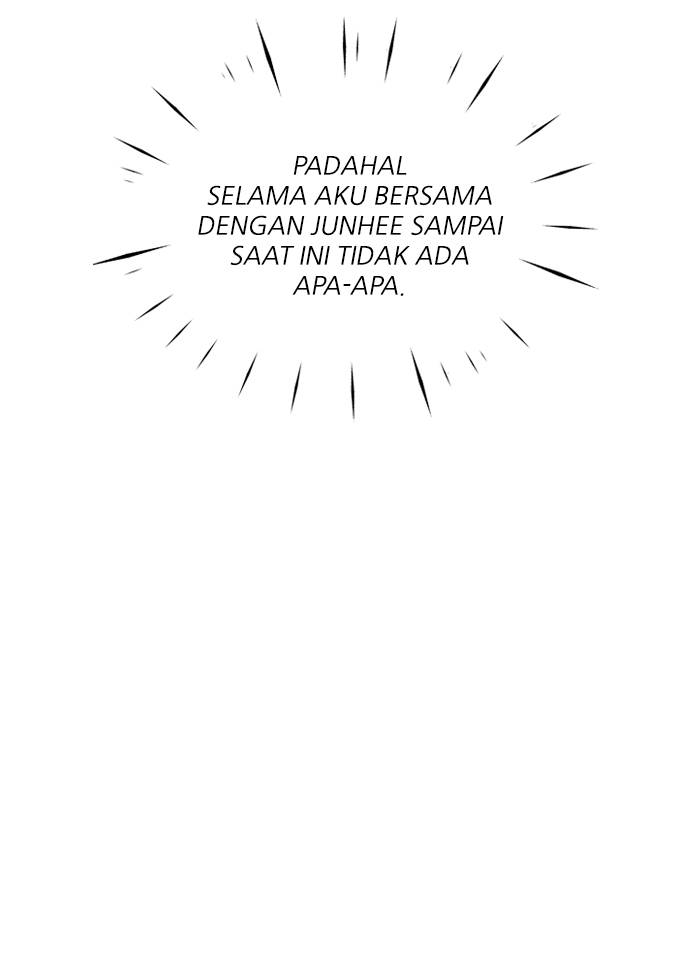 PADAHAL
SELAMA AKU BERSAMA
DENGAN JUNHEE SAMPAI
SAAT INI TIDAK ADA
APA-APA.